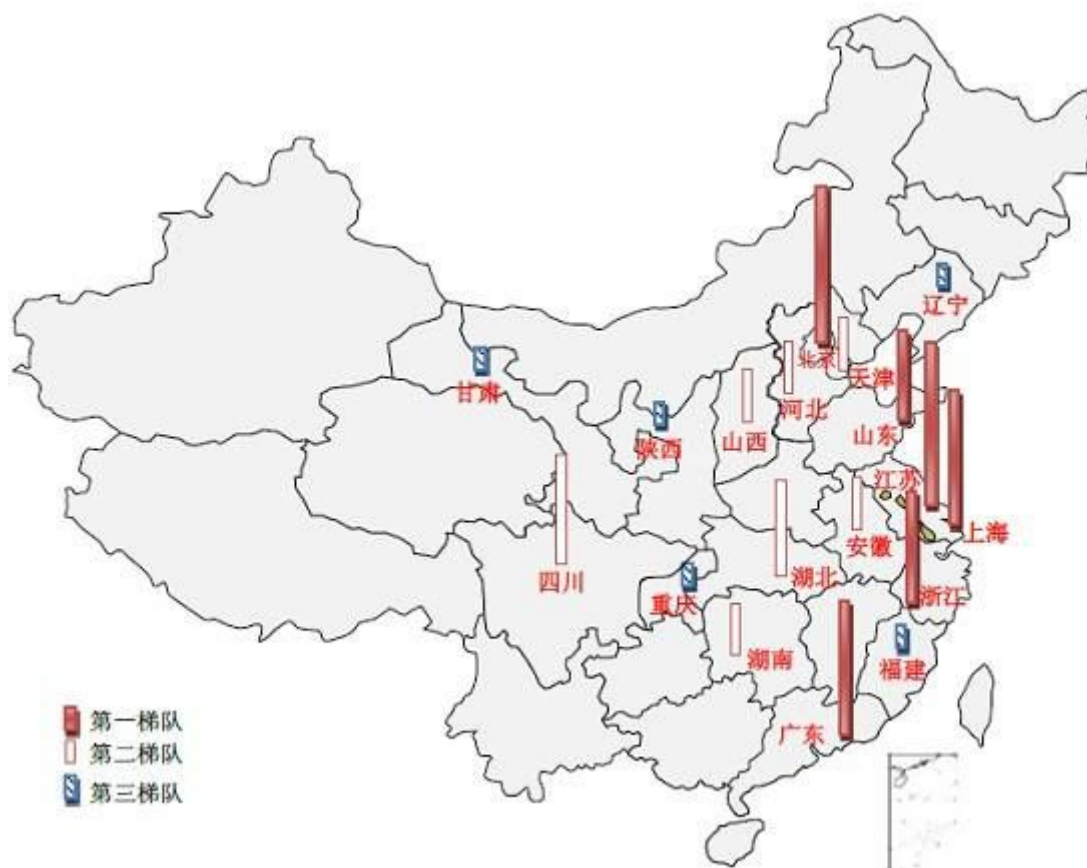 辽宁
北京
甘肃
天津
河北
陕西
山西
山东
江苏
上海
安徽
四川
湖北
重庆
浙江
湖南
福建
广东
第一梯队
第二梯队
第三梯队